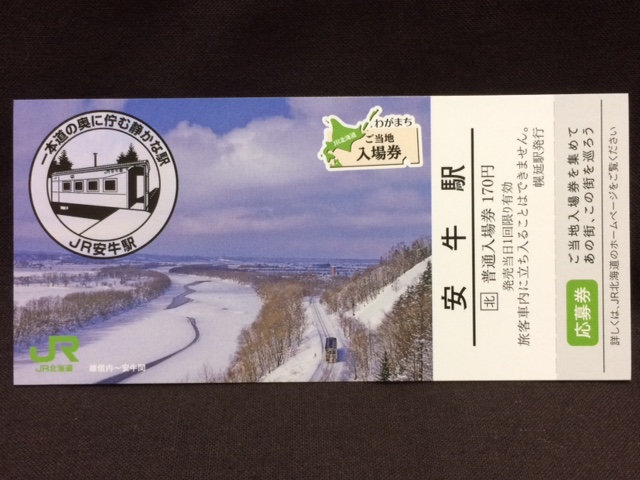 一本道の奥に佇む静かな駅
JR安牛駅
わがまち
ご当地
入場券
JR北海道
JR
JR北海道
雄信内～安牛間
安牛駅
北 普通入場券 170円
発売当日1回限り有効
旅客車内に立ち入ることはできません。
幌延駅発行
応募券
ご当地入場券を集めて
あの街、この街を巡ろう
詳しくは、JR北海道のホームページをご覧ください